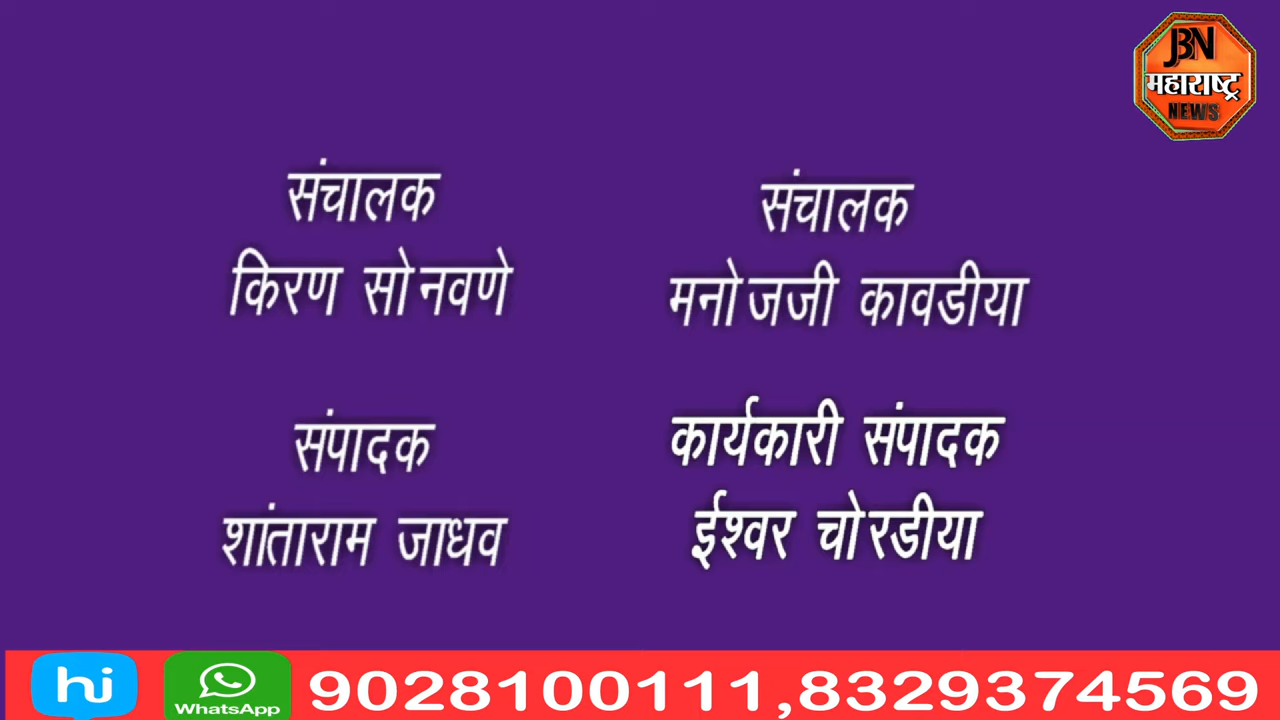 JBN
महाराष्ट्र
NEWS
संचालक
किरण सोनवणे
संचालक
मनोजजी कावडीया
संपादक
शांताराम जाधव
कार्यकारी संपादक
ईश्वर चोरडीया
hi
WhatsApp
9028100111,8329374569